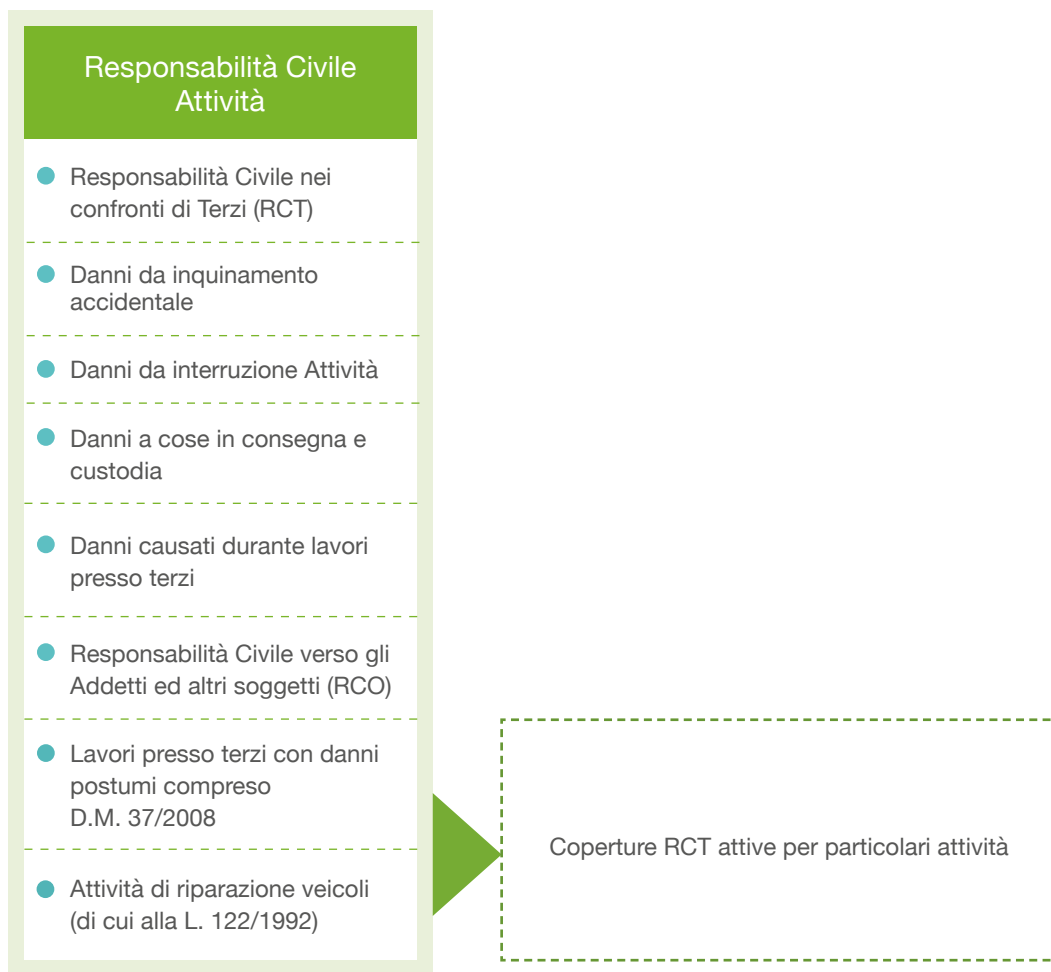 Responsabilità Civile
Attività
Responsabilità Civile nei
confronti di Terzi (RCT)
Danni da inquinamento
accidentale
Danni da interruzione Attività
Danni a cose in consegna e
custodia
Danni causati durante lavori
presso terzi
Responsabilità Civile verso gli
Addetti ed altri soggetti (RCO)
Lavori presso terzi con danni
postumi compreso
D.M. 37/2008
Attività di riparazione veicoli
(di cui alla L. 122/1992)
Coperture RCT attive per particolari attività